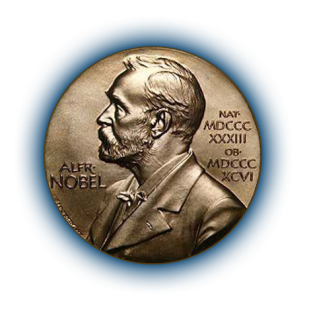 ALFR·
NOBEL
NAT·
MDCCC
XXXIII
OB·
MDCCC
XCVI